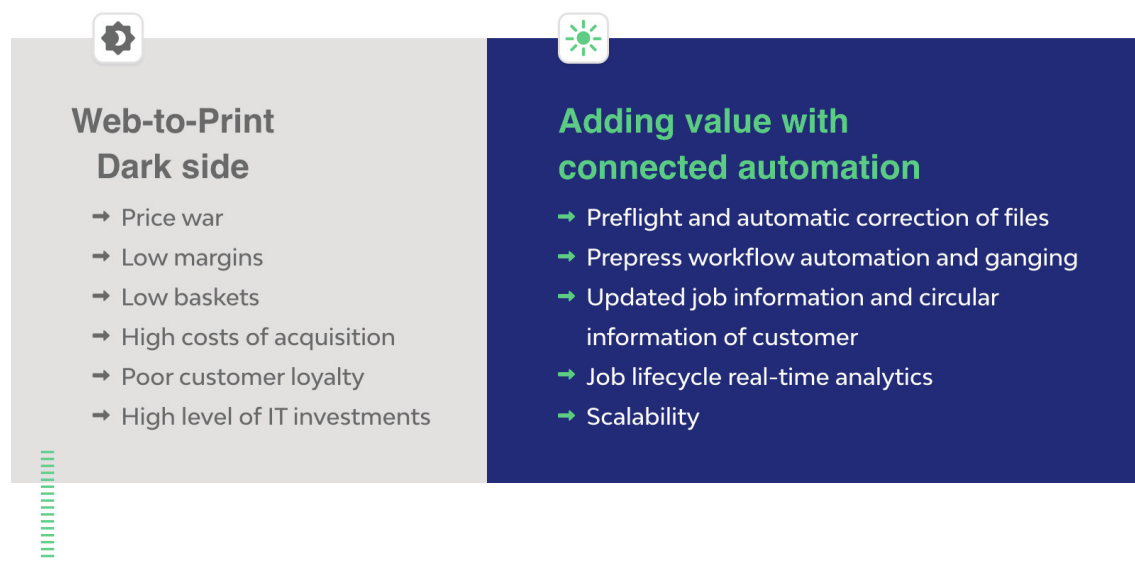 Web-to-Print
Dark side
➞ Price war
➞ Low margins
➞ Low baskets
➞ High costs of acquisition
➞ Poor customer loyalty
➞ High level of IT investments
Adding value with
connected automation
➞ Preflight and automatic correction of files
➞ Prepress workflow automation and ganging
➞ Updated job information and circular
information of customer
➞ Job lifecycle real-time analytics
➞ Scalability